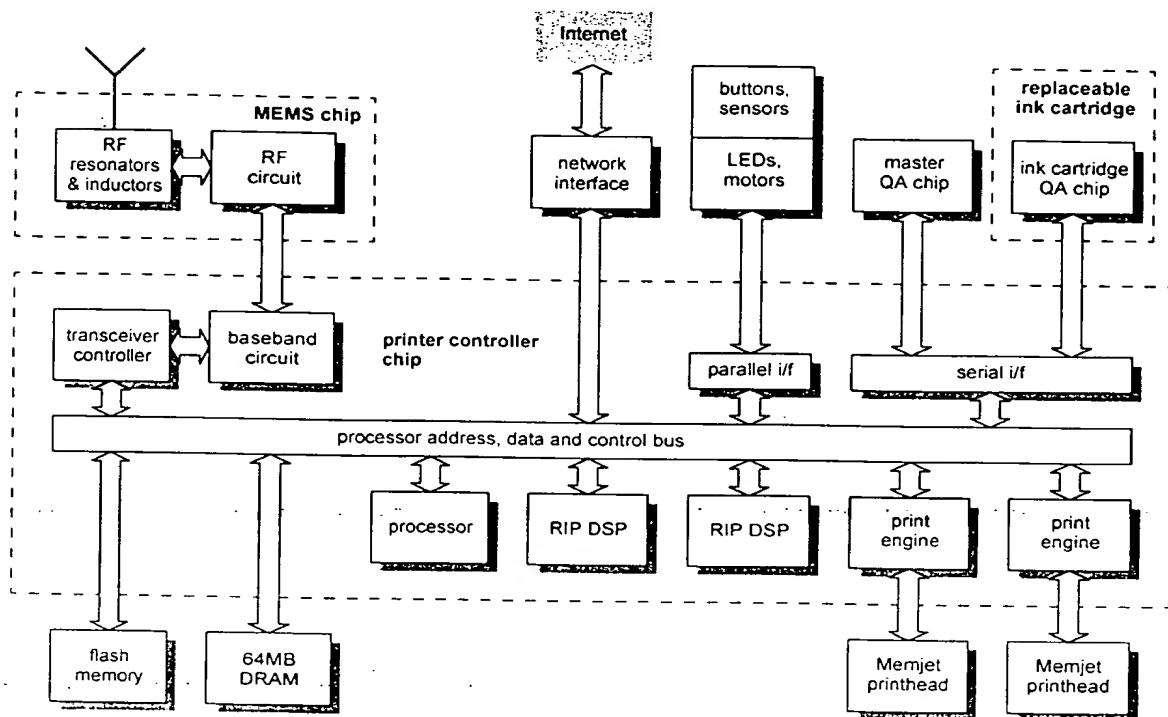 Internet
MEMS chip
RF
resonators
& inductors
RF
circuit
network
interface
buttons,
sensors
LEDs,
motors
master
QA chip
replaceable
ink cartridge
ink cartridge
QA chip
transceiver
controller
baseband
circuit
printer controller
chip
parallel i/f
serial i/f
processor address, data and control bus
processor
RIP DSP
RIP DSP
print
engine
print
engine
flash
memory
64MB
DRAM
Memjet
printhead
Memjet
printhead